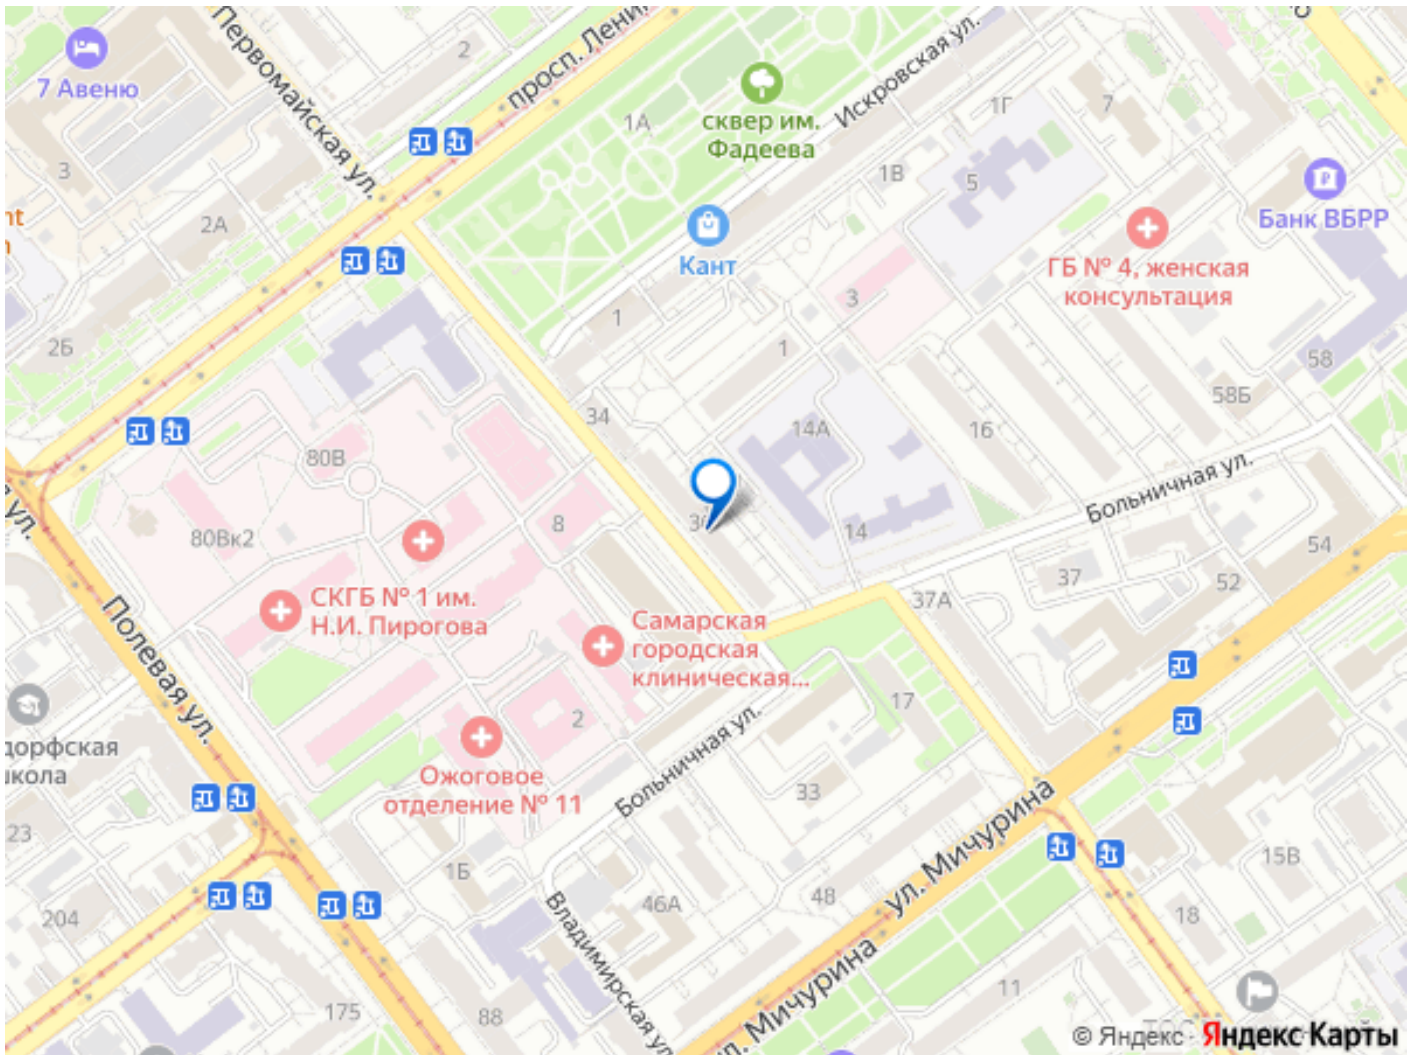 7 Авеню
Первомайская ул.
2
просп. Лени
1А
сквер им.
Фадеева
Искровская ул.
1Г
7
5
1В
Банк ВБРР
3
2А
nt
Кант
ГБ № 4, женская
консультация
3
1
1
2Б
58
58Б
34
14А
16
80В
Больничная ул.
80Вк2
8
14
54
37
52
37А
СКГБ № 1 им.
Н.И. Пирогова
Самарская
городская
клиническая...
Полевая ул.
ул.
2
17
дорфская
кола
Ожоговое
отделение № 11
Больничная ул.
33
23
1Б
ул. Мичурина
15В
204
46А
48
18
Владимирская ул
11
175
88
ул. Мичурина
© Яндекс
Яндекс Карты